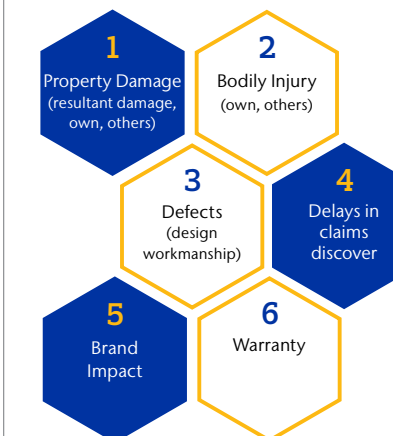 1
Property Damage
(resultant damage,
own, others)
2
Bodily Injury
(own, others)
3
Defects
(design
workmanship)
4
Delays in
claims
discover
5
Brand
Impact
6
Warranty